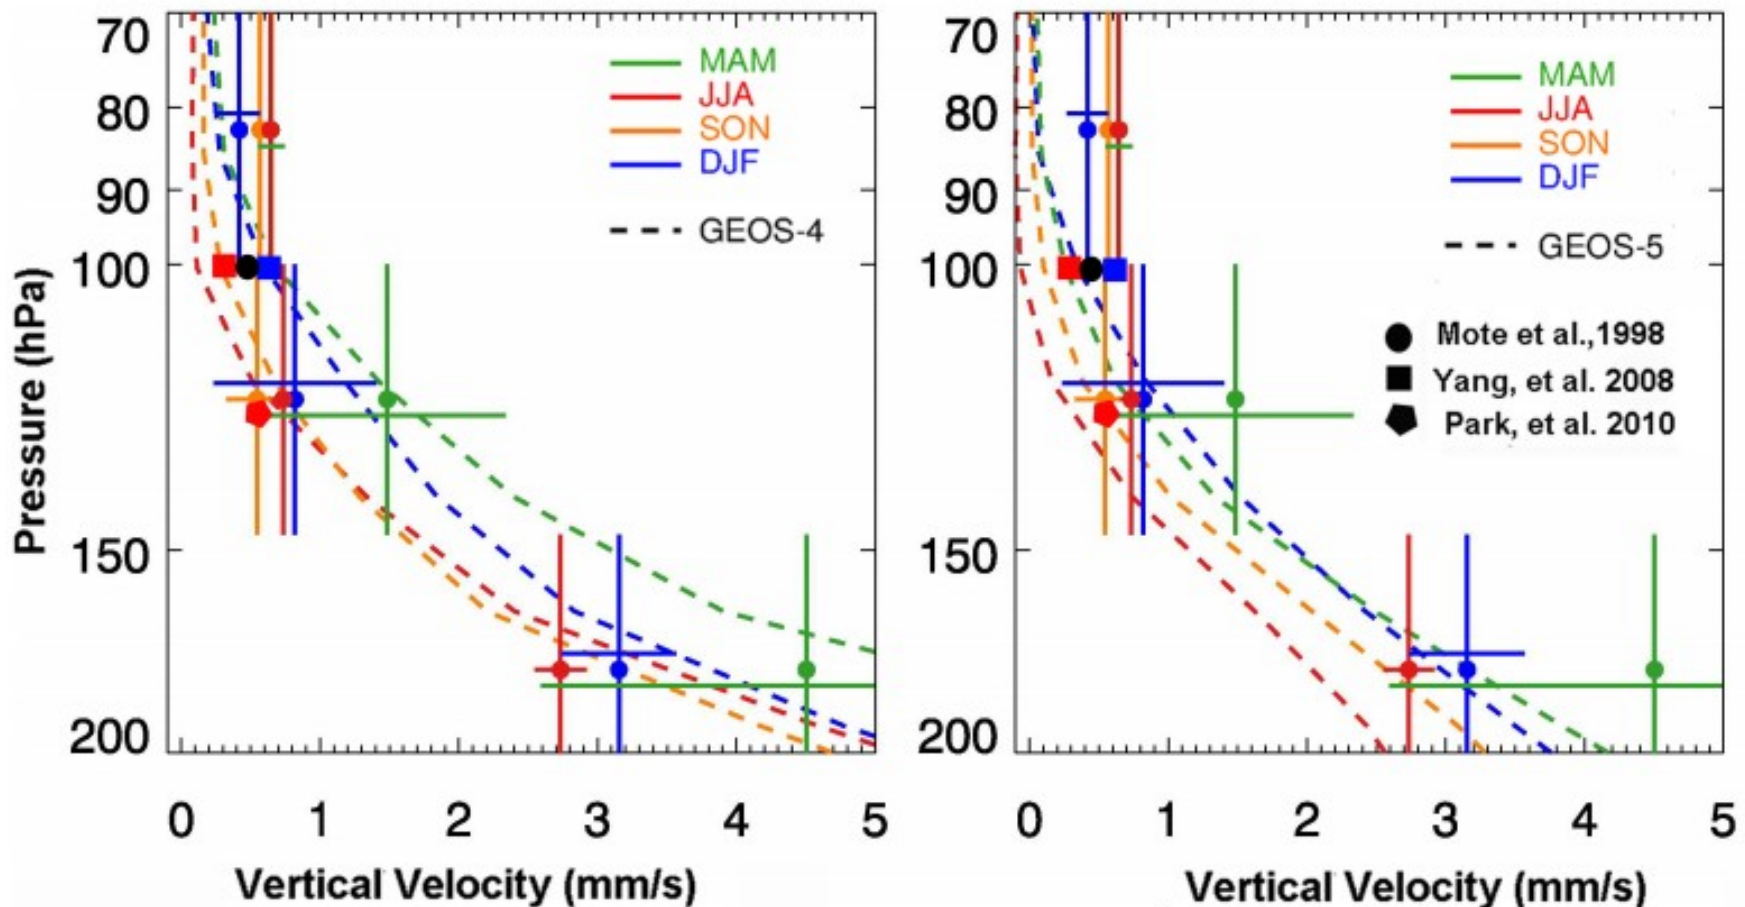 70
80
90
100
150
200
Pressure (hPa)
MAM
JJA
SON
DJF
GEOS-4
0 1 2 3 4 5
Vertical Velocity (mm/s)
70
80
90
100
150
200
MAM
JJA
SON
DJF
GEOS-5
Mote et al.,1998
Yang, et al. 2008
Park, et al. 2010
0 1 2 3 4 5
Vertical Velocity (mm/s)